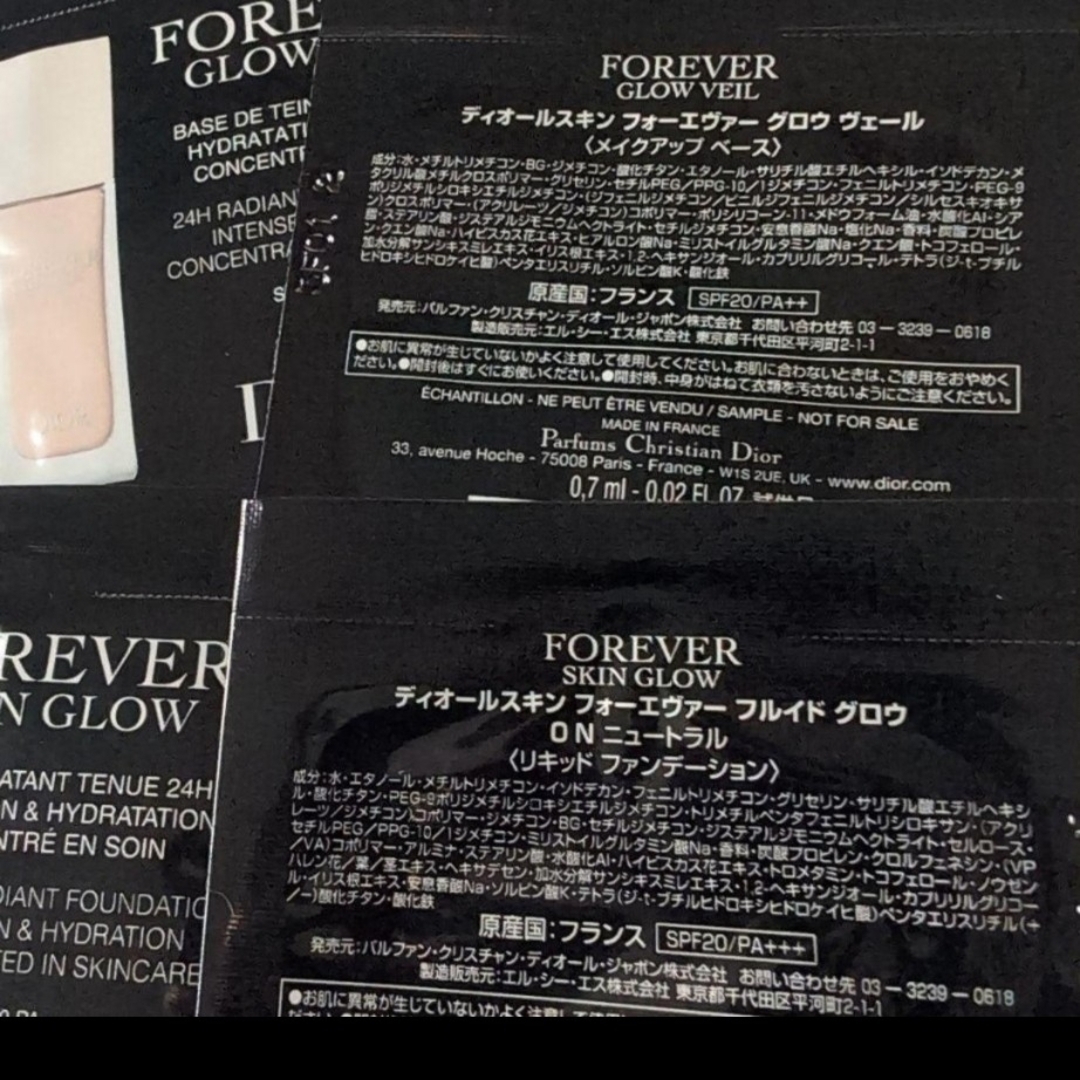 FORE
GLOW
BASE DE TEIN
HYDRATATI
CONCENTR
24H RADIAN
INTENSE
CONCENTRA
S
D
FOREVER
GLOW VEIL
ディオールスキン フォーエヴァー グロウ ヴェール
〈メイクアップ ベース〉
成分:水・メチルトリメチコン・BG・ジメチコン・酸化チタン・エタノール・サリチル酸エチルヘキシル・イソドデカン・メ
タクリル酸メチルクロスポリマー・グリセリン・セチルPEG/PPG-10/1ジメチコン・フェニルトリメチコン・PEG-9
ポリジメチルシロキシエチルジメチコン・(ジフェニルジメチコン/ビニルジフェニルジメチコン/シルセスキオキサ
ン)クロスポリマー・(アクリレーツ/ジメチコン)コポリマー・ポリシリコーン-11・メドウフォーム油・水酸化Al・シア
脂・ステアリン酸・ジステアルジモニウムヘクトライト・セチルジメチコン・安息香酸Na・塩化Na・香料・炭酸プロピレ
ン・クエン酸Na・ハイビスカス花エキス・ヒアルロン酸Na・ミリストイルグルタミン酸Na・クエン酸・トコフェロール・
加水分解サンシキスミレエキス・イリス根エキス・1,2-ヘキサンジオール・カプリリルグリコール・テトラ(ジ-t-ブチル
ヒドロキシヒドロケイヒ酸)ペンタエリスリチル・ソルビン酸K・酸化鉄
原産国:フランス SPF20/PA++
発売元:パルファン・クリスチャン・ディオール・ジャポン株式会社 お問い合わせ先 03 — 3239 — 0618
製造販売元:エル・シー・エス株式会社 東京都千代田区平河町2-1-1
●お肌に異常が生じていないかよく注意して使用してください。お肌に合わないときは、ご使用をおやめく
ださい。●開封後はすぐにお使いください。●開封時、中身がはねて衣類を汚さないようにご注意ください。
ÉCHANTILLON - NE PEUT ÊTRE VENDU / SAMPLE - NOT FOR SALE
MADE IN FRANCE
Parfums Christian Dior
33, avenue Hoche - 75008 Paris - France - W1S 2UE, UK - www.dior.com
0,7 ml - 0.02 FL.OZ. 試供品
REVER
N GLOW
ATANT TENUE 24H
N & HYDRATATION
NTRÉ EN SOIN
DIANT FOUNDATIO
N & HYDRATION
TED IN SKINCARE
FOREVER
SKIN GLOW
ディオールスキン フォーエヴァー フルイド グロウ
0 N ニュートラル
〈リキッド ファンデーション〉
成分:水・エタノール・メチルトリメチコン・イソドデカン・フェニルトリメチコン・グリセリン・サリチル酸エチルヘキシ
ル・酸化チタン・PEG-9ポリジメチルシロキシエチルジメチコン・トリメチルペンタフェニルトリシロキサン・(アクリ
レーツ/ジメチコン)コポリマー・ジメチコン・BG・セチルジメチコン・ジステアルジモニウムヘクトライト・セルロース・
セチルPEG/PPG-10/1ジメチコン・ミリストイルグルタミン酸Na・香料・炭酸プロピレン・クロルフェネシン・(VP
/VA)コポリマー・アルミナ・ステアリン酸・水酸化Al・ハイビスカス花エキス・トロメタミン・トコフェロール・ノウゼン
ハレン花/葉/茎エキス・ヘキサデセン・加水分解サンシキスミレエキス・1,2-ヘキサンジオール・カプリリルグリコー
ル・イリス根エキス・安息香酸Na・ソルビン酸K・テトラ(ジ-t-ブチルヒドロキシヒドロケイヒ酸)ペンタエリスリチル・(+
/ー)酸化チタン・酸化鉄
原産国:フランス SPF20/PA+++
発売元:パルファン・クリスチャン・ディオール・ジャポン株式会社 お問い合わせ先 03 — 3239 — 0618
製造販売元:エル・シー・エス株式会社 東京都千代田区平河町2-1-1
●お肌に異常が生じていないかよく注意して使用